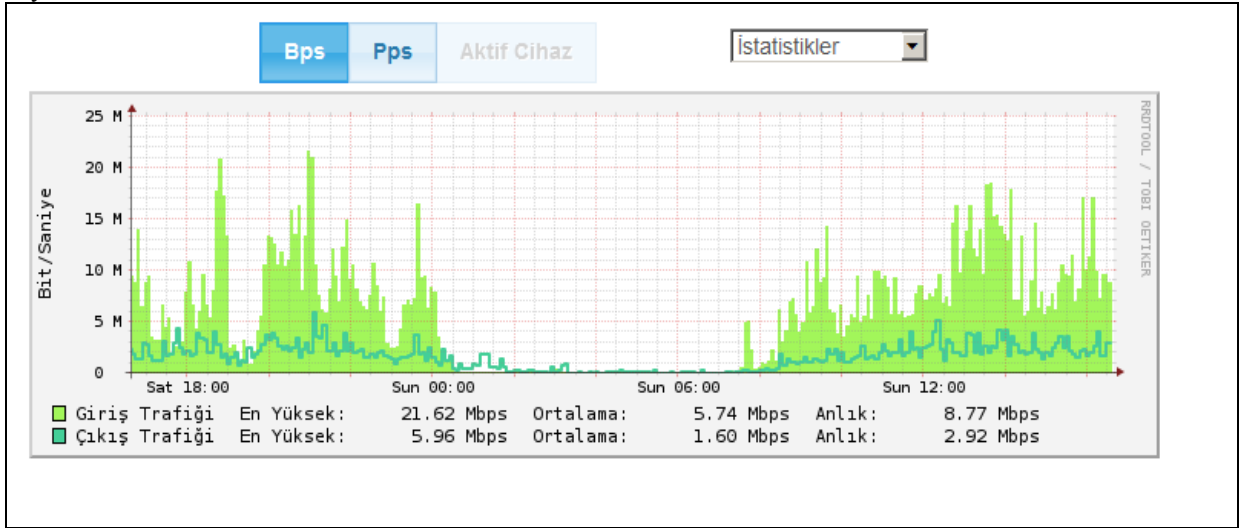 Bps Pps Aktif Cihaz İstatistikler
RRDTOOL / TOBI OETIKER
Bit/Saniye
25 M
20 M
15 M
10 M
5 M
0
Sat 18:00 Sun 00:00 Sun 06:00 Sun 12:00
Giriş Trafiği En Yüksek: 21.62 Mbps Ortalama: 5.74 Mbps Anlık: 8.77 Mbps
Çıkış Trafiği En Yüksek: 5.96 Mbps Ortalama: 1.60 Mbps Anlık: 2.92 Mbps